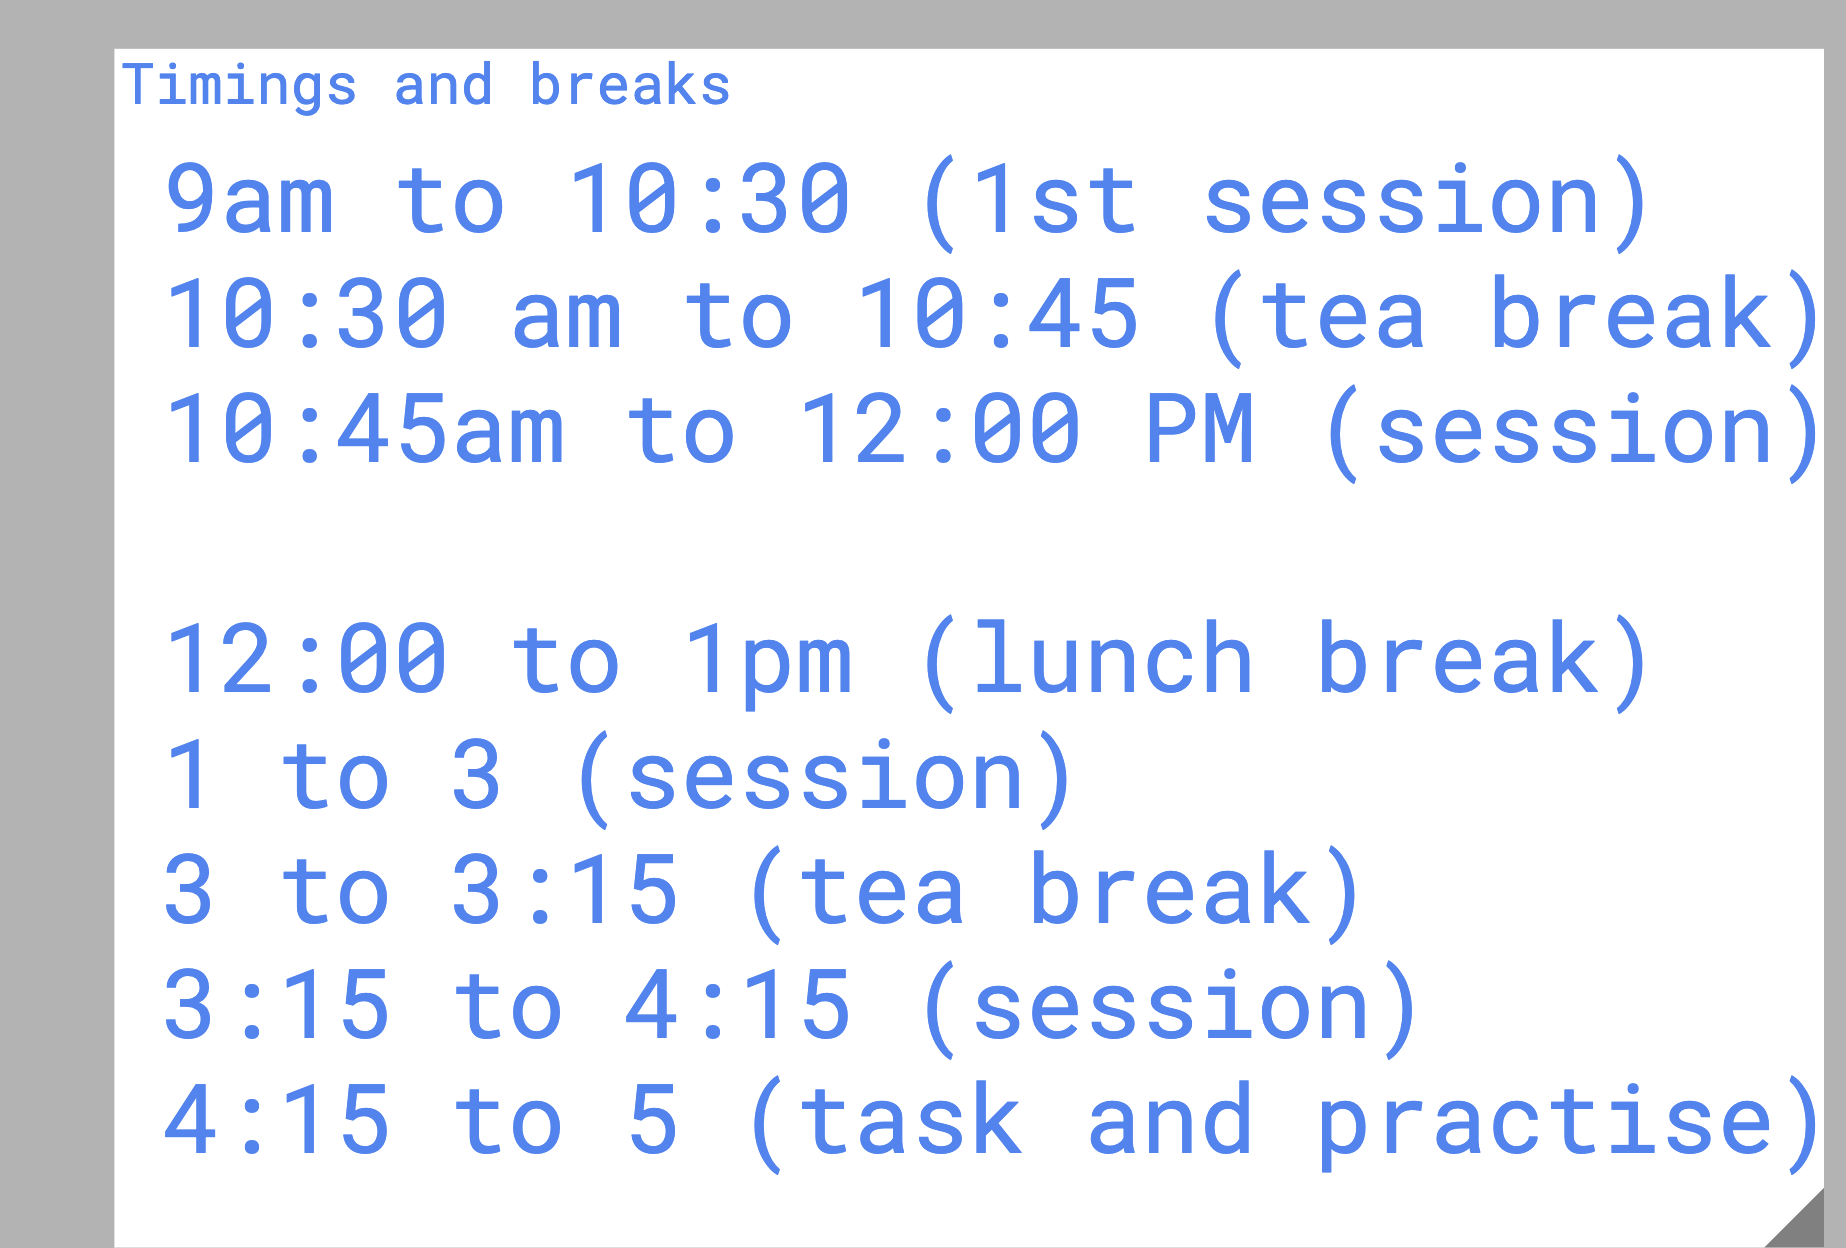 Timings and breaks
9am to 10:30 (1st session)
10:30 am to 10:45 (tea break)
10:45am to 12:00 PM (session)
12:00 to 1pm (lunch break)
1 to 3 (session)
3 to 3:15 (tea break)
3:15 to 4:15 (session)
4:15 to 5 (task and practise)